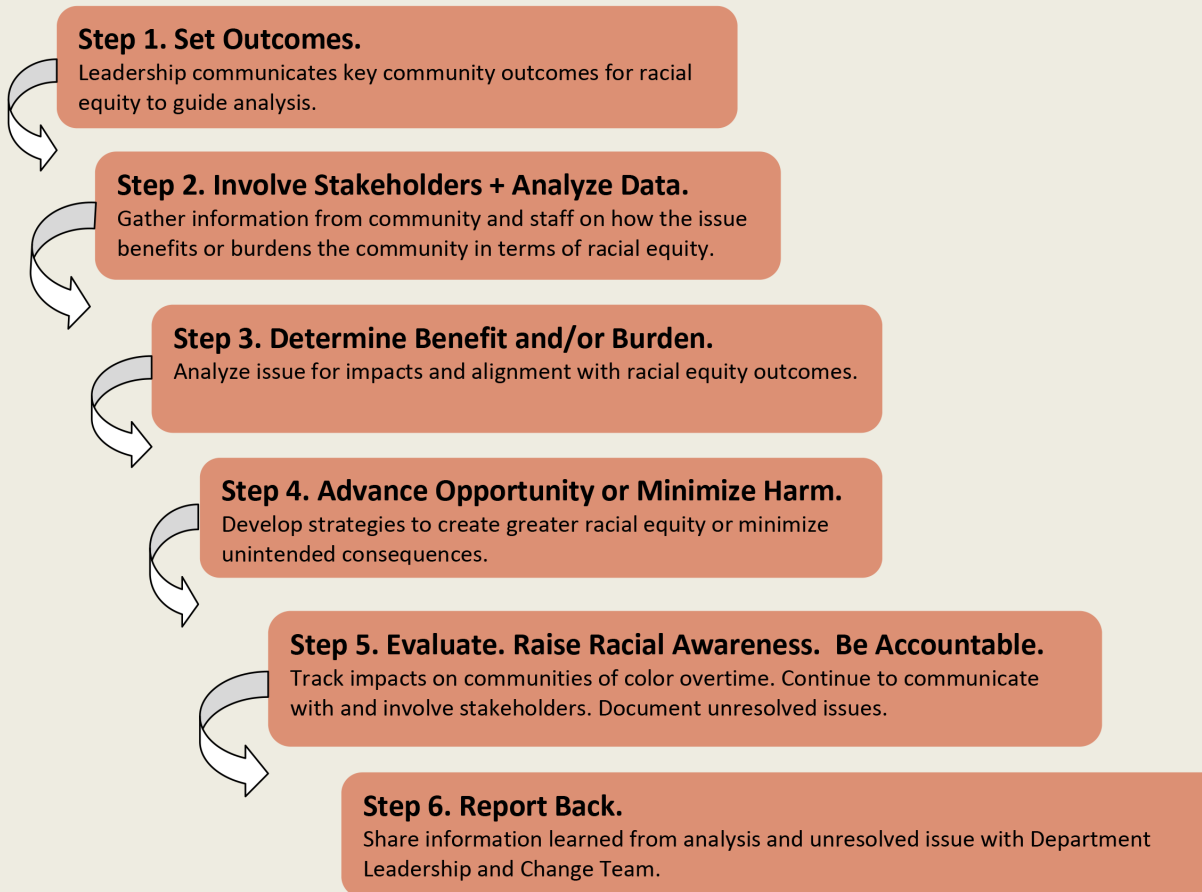 Step 1. Set Outcomes.
Leadership communicates key community outcomes for racial
equity to guide analysis.
Step 2. Involve Stakeholders + Analyze Data.
Gather information from community and staff on how the issue
benefits or burdens the community in terms of racial equity.
Step 3. Determine Benefit and/or Burden.
Analyze issue for impacts and alignment with racial equity outcomes.
Step 4. Advance Opportunity or Minimize Harm.
Develop strategies to create greater racial equity or minimize
unintended consequences.
Step 5. Evaluate. Raise Racial Awareness.  Be Accountable.
Track impacts on communities of color overtime. Continue to communicate
with and involve stakeholders. Document unresolved issues.
Step 6. Report Back.
Share information learned from analysis and unresolved issue with Department
Leadership and Change Team.